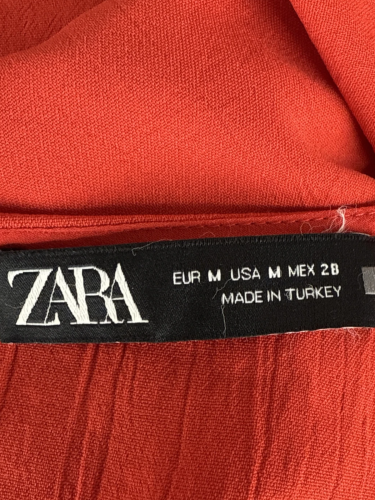 ZARA
EUR M USA M MEX 28
MADE IN TURKEY